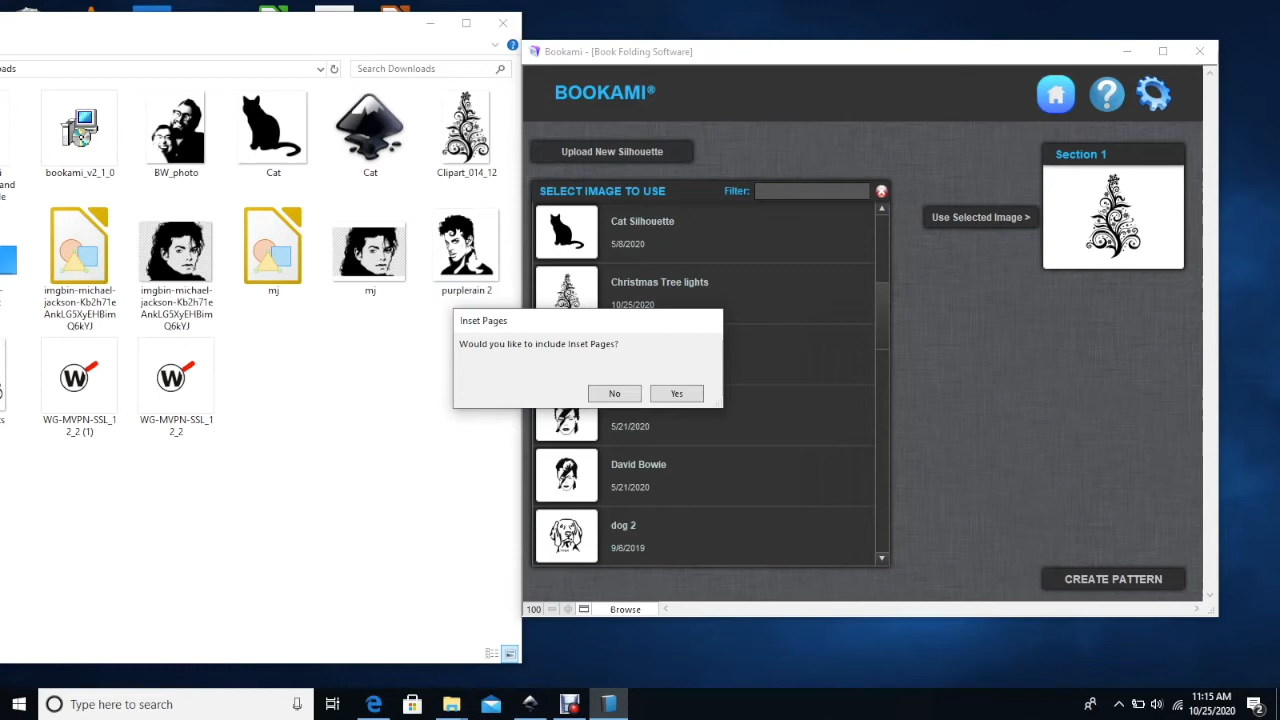 oads
Search Downloads
bookami_v2_1_0
BW_photo
Cat
Cat
Clipart_014_12
i
and
le
imgbin-michael-
jackson-Kb2h71e
AnkLG5XyEHBim
Q6kYJ
imgbin-michael-
jackson-Kb2h71e
AnkLG5XyEHBim
Q6kYJ
mj
mj
purplerain 2
ts
W
WG-MVPN-SSL_1
2_2 (1)
W
WG-MVPN-SSL_1
2_2
Bookami - [Book Folding Software]
BOOKAMI®
Upload New Silhouette
SELECT IMAGE TO USE
Filter:
Cat Silhouette
5/8/2020
Christmas Tree lights
10/25/2020
5/21/2020
David Bowie
5/21/2020
dog 2
9/6/2019
Use Selected Image >
Section 1
CREATE PATTERN
100
Browse
Inset Pages
Would you like to include Inset Pages?
No
Yes
Type here to search
11:15 AM
10/25/2020
2